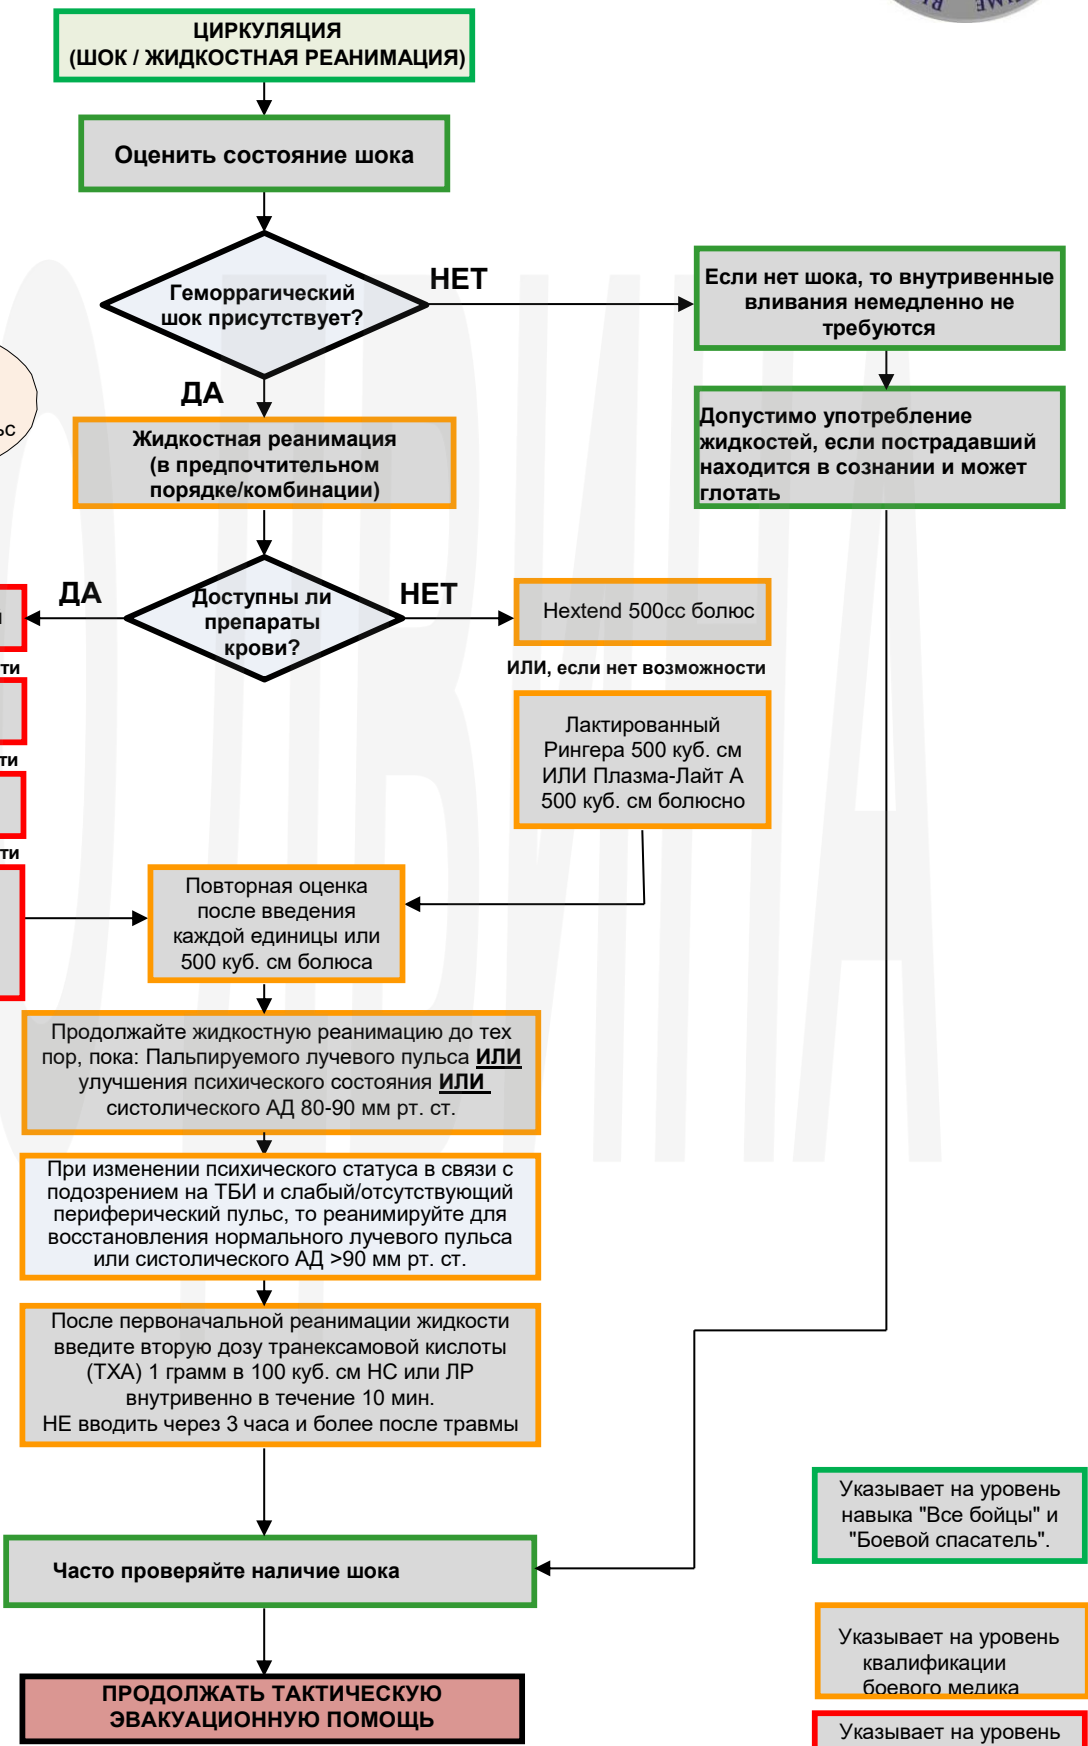 ЦИРКУЛЯЦИЯ
(ШОК / ЖИДКОСТНАЯ РЕАНИМАЦИЯ)
Оценить состояние шока
Геморрагический
шок присутствует?
НЕТ
Если нет шока, то внутривенные
вливания немедленно не
требуются
ДА
Допустимо употребление
жидкостей, если пострадавший
находится в сознании и может
глотать
Жидкостная реанимация
(в предпочтительном
порядке/комбинации)
ДА
Доступны ли
препараты
крови?
НЕТ
Hextend 500cc болюс
ИЛИ, если нет возможности
Лактированный
Рингера 500 куб. см
ИЛИ Плазма-Лайт А
500 куб. см болюсно
Повторная оценка
после введения
каждой единицы или
500 куб. см болюса
Продолжайте жидкостную реанимацию до тех
пор, пока: Пальпируемого лучевого пульса ИЛИ
улучшения психического состояния ИЛИ
систолического АД 80-90 мм рт. ст.
При изменении психического статуса в связи с
подозрением на ТБИ и слабый/отсутствующий
периферический пульс, то реанимируйте для
восстановления нормального лучевого пульса
или систолического АД >90 мм рт. ст.
После первоначальной реанимации жидкости
введите вторую дозу транексамовой кислоты
(ТХА) 1 грамм в 100 куб. см НС или ЛР
внутривенно в течение 10 мин.
НЕ вводить через 3 часа и более после травмы
Часто проверяйте наличие шока
ПРОДОЛЖАТЬ ТАКТИЧЕСКУЮ
ЭВАКУАЦИОННУЮ ПОМОЩЬ
Указывает на уровень
навыка "Все бойцы" и
"Боевой спасатель".
Указывает на уровень
квалификации
боевого медика
Указывает на уровень